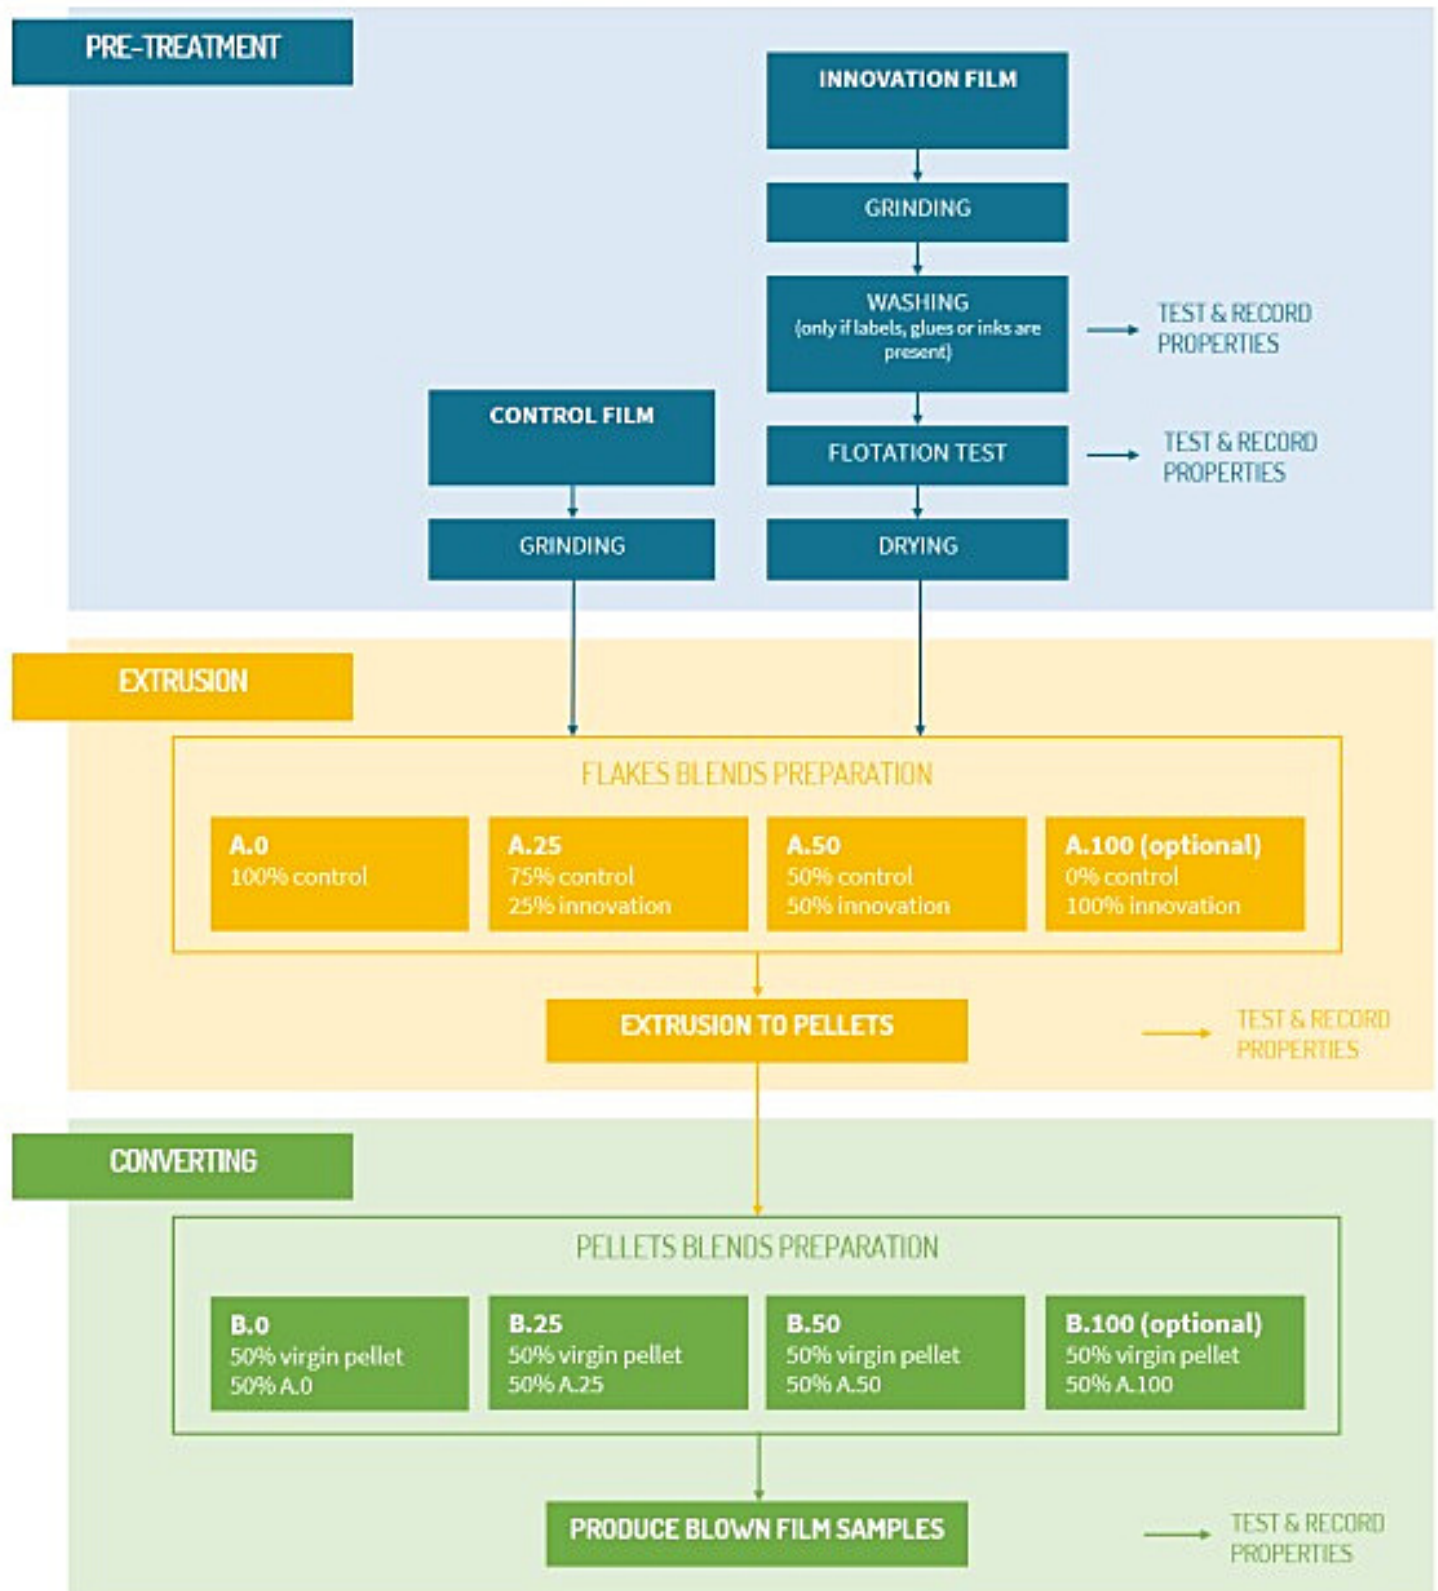 PRE-TREATMENT
INNOVATION FILM
GRINDING
WASHING
(only if labels, glues or inks are
present)
TEST & RECORD
PROPERTIES
CONTROL FILM
FLOTATION TEST
TEST & RECORD
PROPERTIES
GRINDING
DRYING
EXTRUSION
FLAKES BLENDS PREPARATION
A.0
100% control
A.25
75% control
25% innovation
A.50
50% control
50% innovation
A.100 (optional)
0% control
100% innovation
EXTRUSION TO PELLETS
TEST & RECORD
PROPERTIES
CONVERTING
PELLETS BLENDS PREPARATION
B.0
50% virgin pellet
50% A.0
B.25
50% virgin pellet
50% A.25
B.50
50% virgin pellet
50% A.50
B.100 (optional)
50% virgin pellet
50% A.100
PRODUCE BLOWN FILM SAMPLES
TEST & RECORD
PROPERTIES